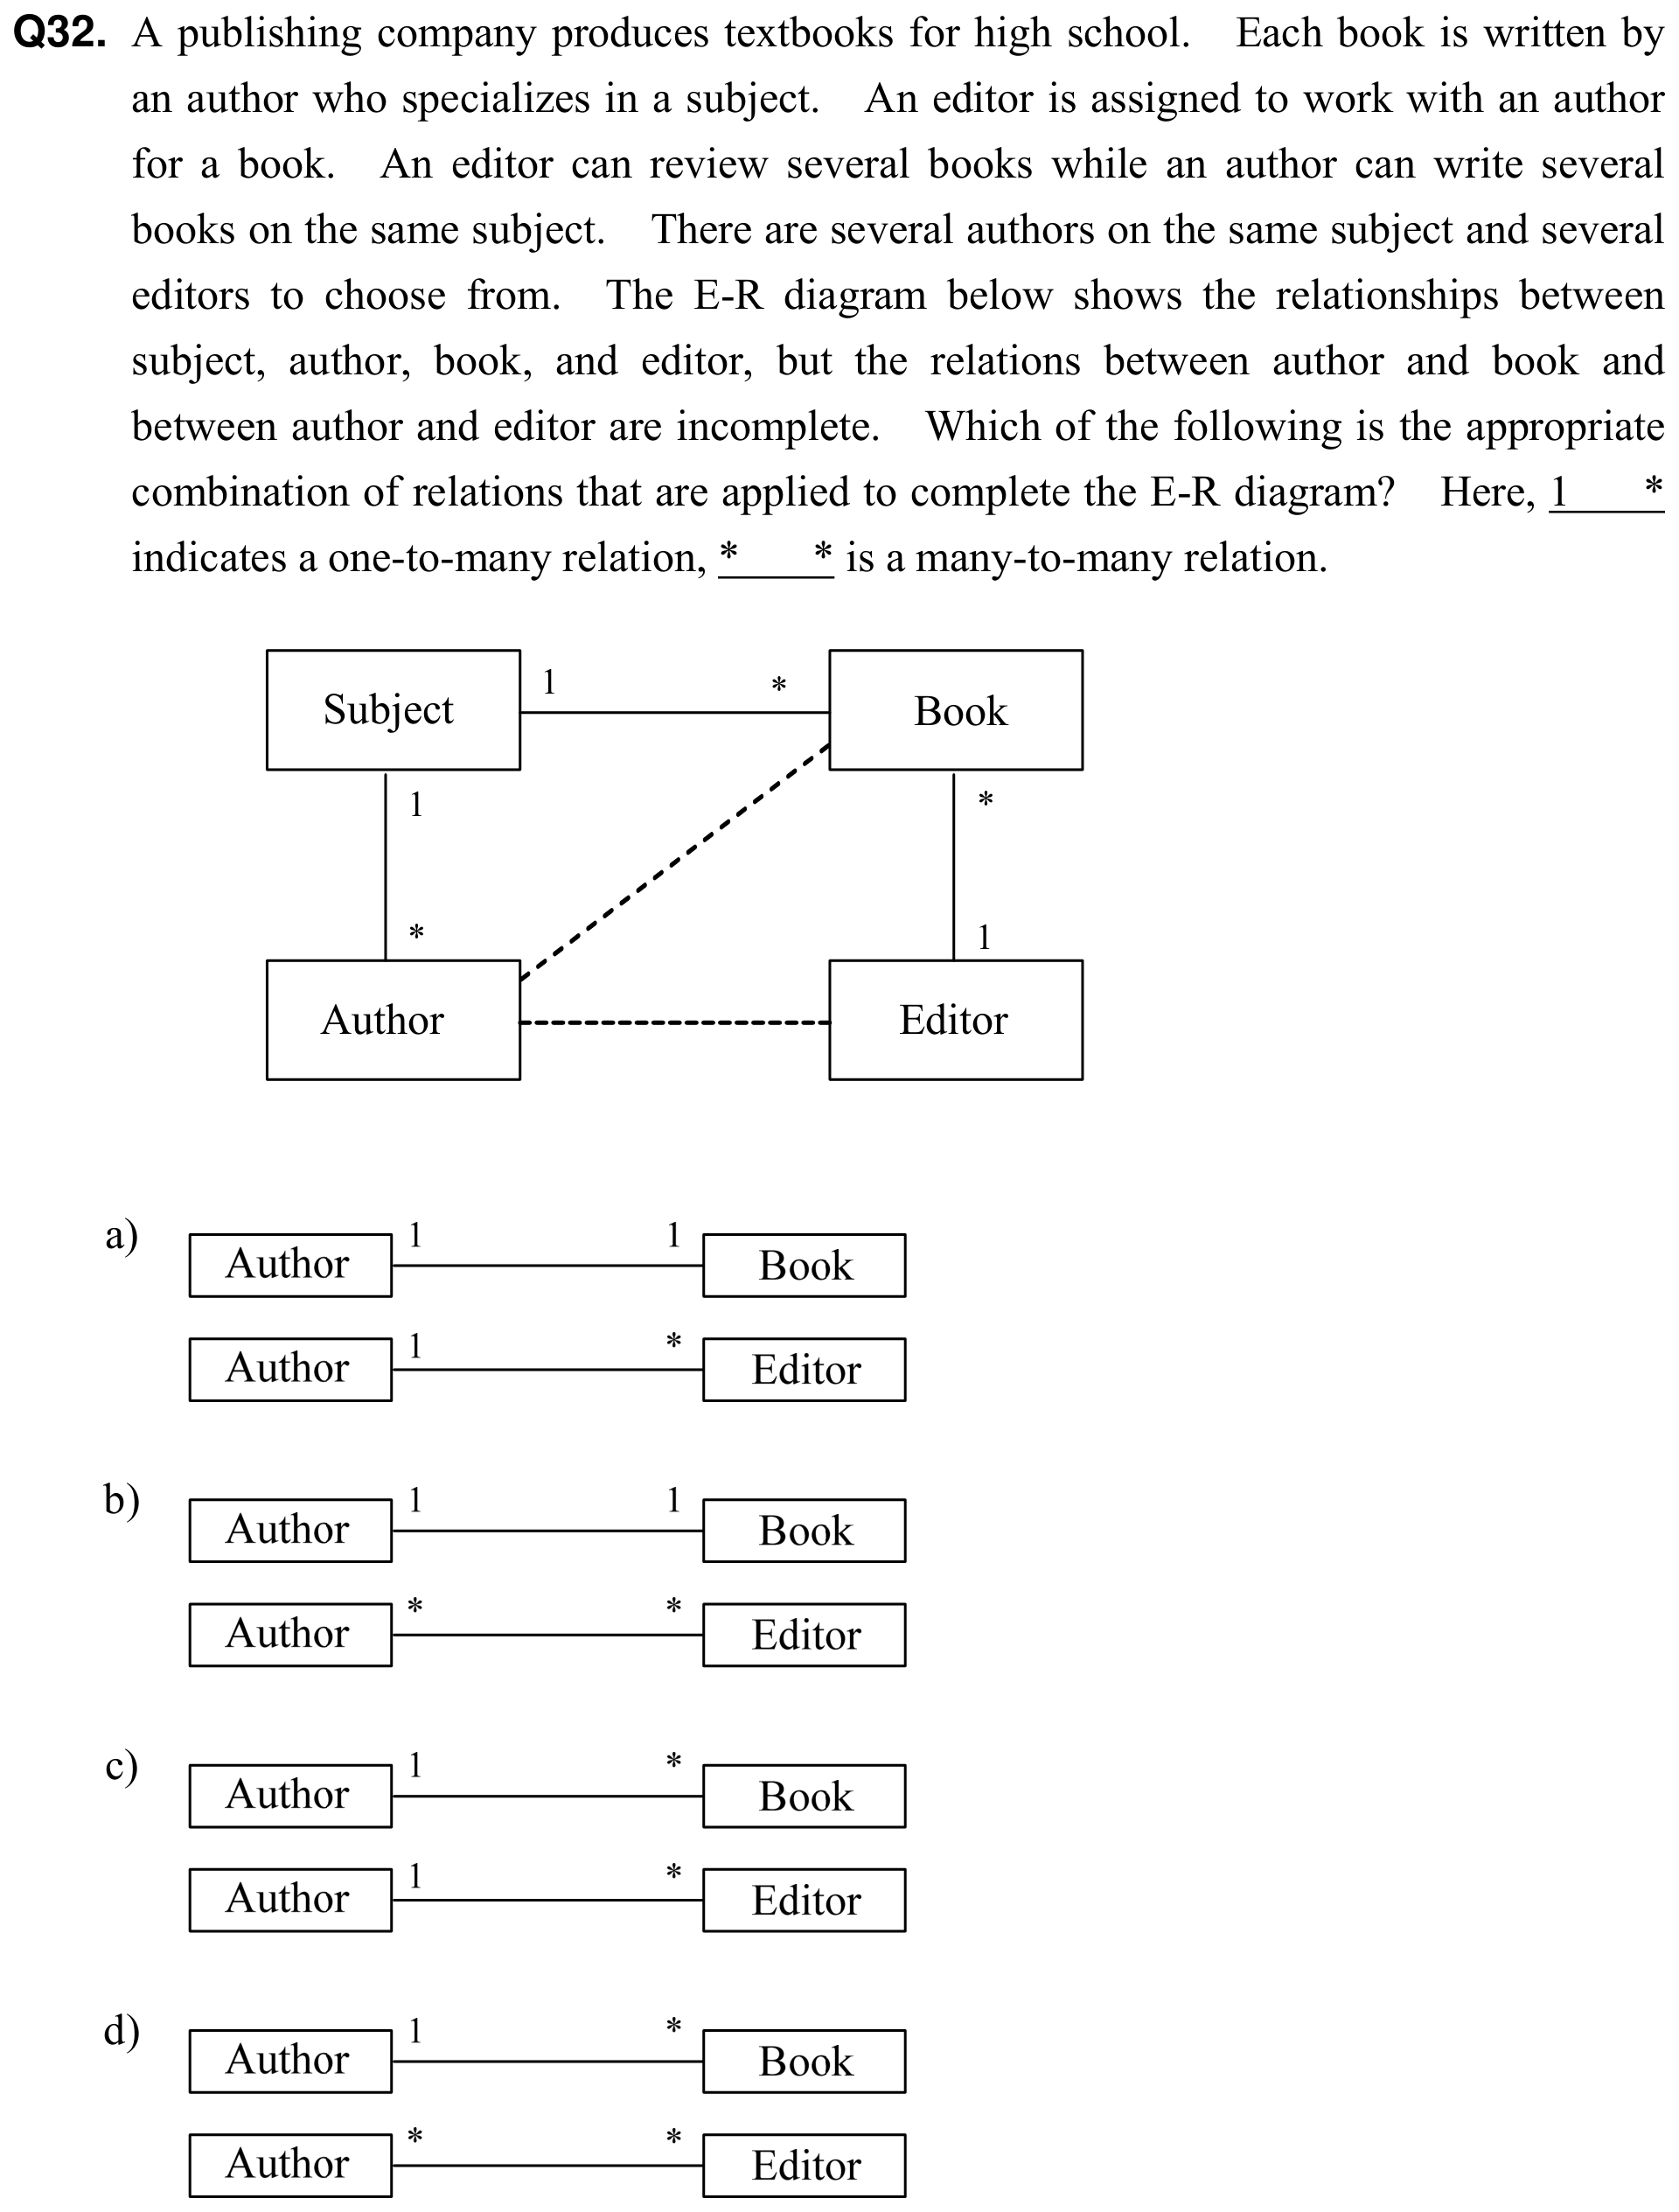 Q32. A publishing company produces textbooks for high school. Each book is written by
an author who specializes in a subject. An editor is assigned to work with an author
for a book. An editor can review several books while an author can write several
books on the same subject. There are several authors on the same subject and several
editors to choose from. The E-R diagram below shows the relationships between
subject, author, book, and editor, but the relations between author and book and
between author and editor are incomplete. Which of the following is the appropriate
combination of relations that are applied to complete the E-R diagram? Here, 1 *
indicates a one-to-many relation, * * is a many-to-many relation.
Subject 1 * Book
1 *
* 1
Author Editor
a) Author 1 1 Book
Author 1 * Editor
b) Author 1 1 Book
Author * * Editor
c) Author 1 * Book
Author 1 * Editor
d) Author 1 * Book
Author * * Editor